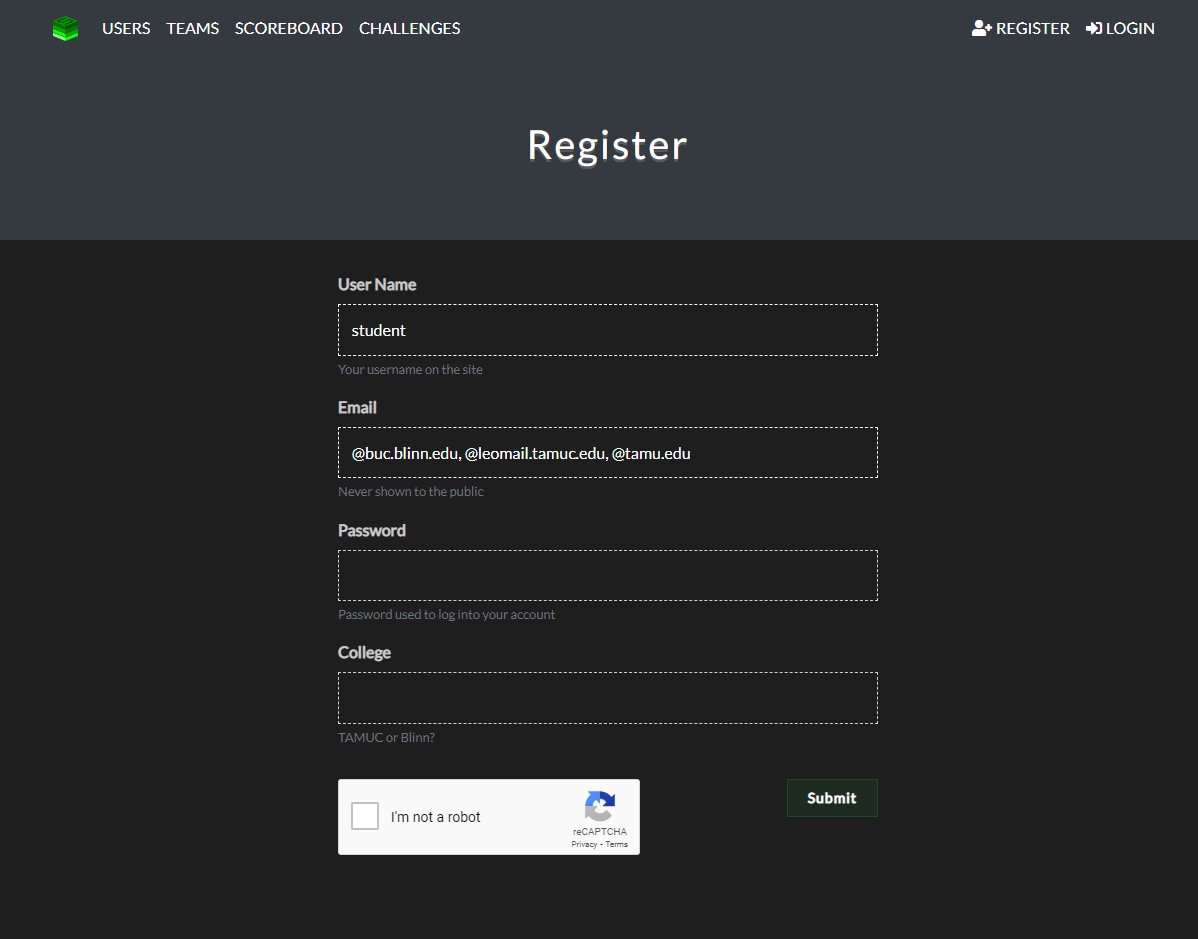 USERS TEAMS SCOREBOARD CHALLENGES REGISTER LOGIN
Register
User Name
student
Your username on the site
Email
@buc.blinn.edu, @leomail.tamuc.edu, @tamu.edu
Never shown to the public
Password
Password used to log into your account
College
TAMUC or Blinn?
I'm not a robot
reCAPTCHA
Privacy - Terms
Submit